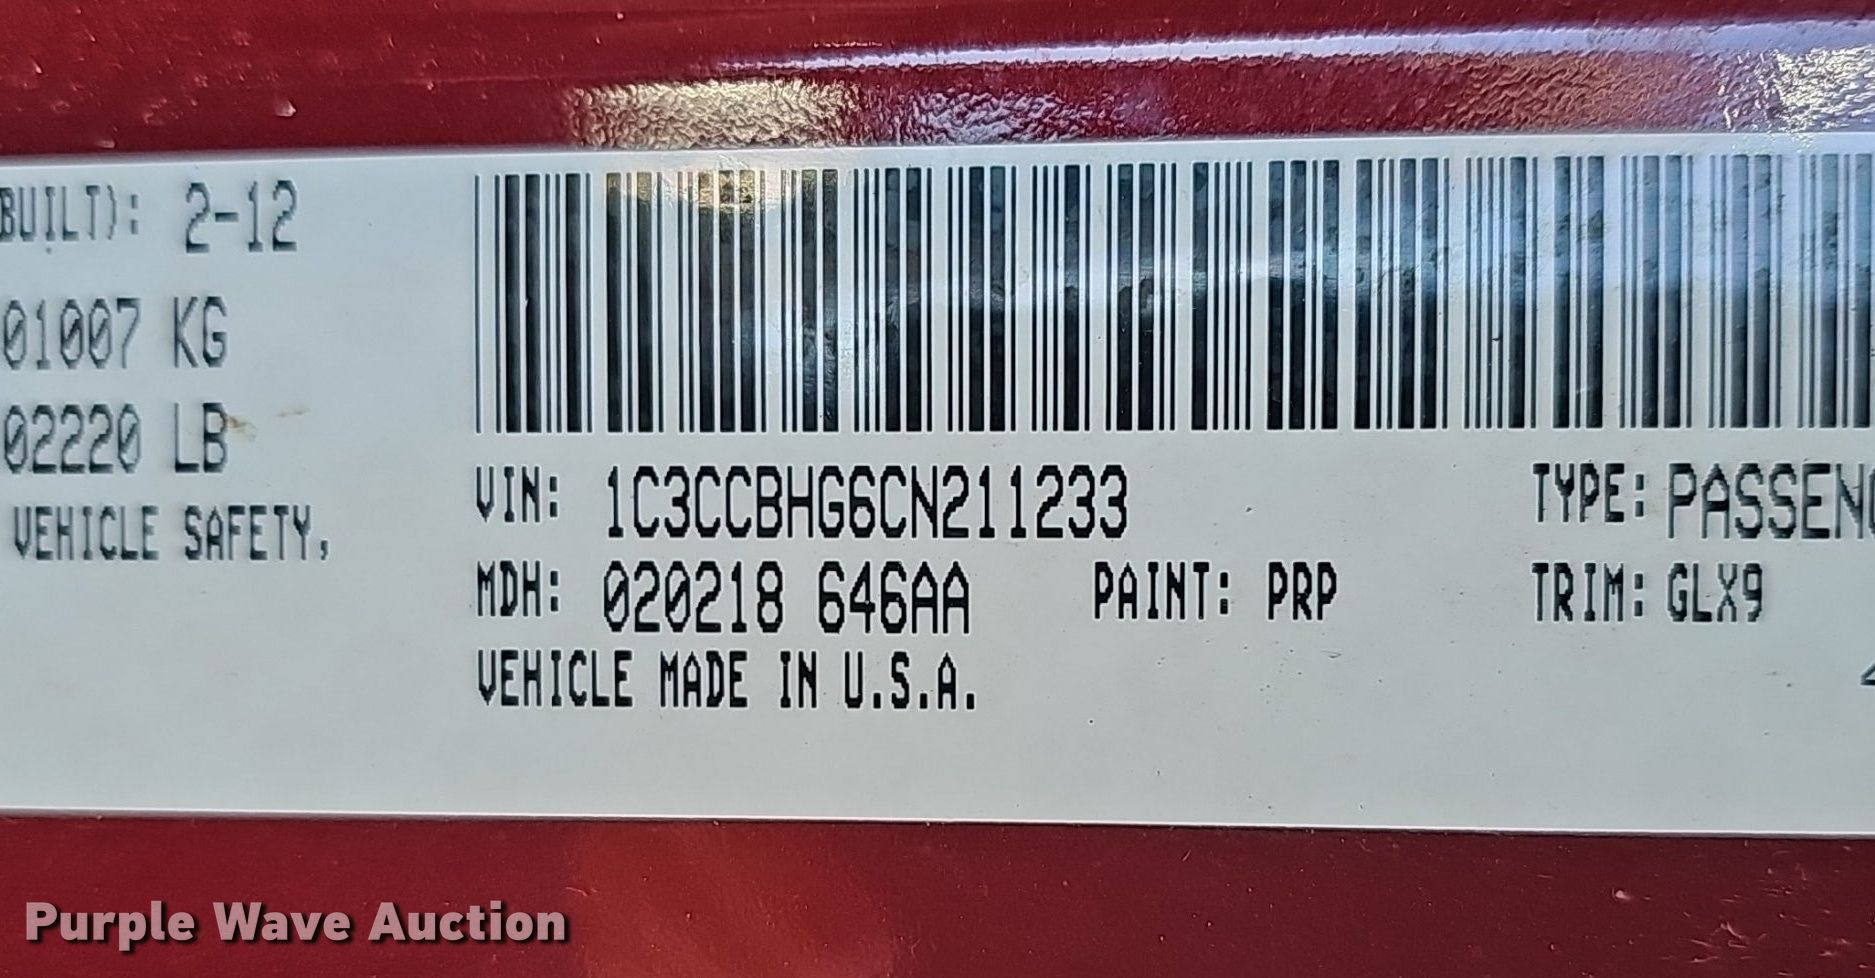 BUILT): 2-12
01007 KG
02220 LB
VEHICLE SAFETY,
VIN: 1C3CCBHG6CN211233
TYPE: PASSEN
MDH: 020218 646AA
PAINT: PRP
TRIM: GLX9
VEHICLE MADE IN U.S.A.
Purple Wave Auction